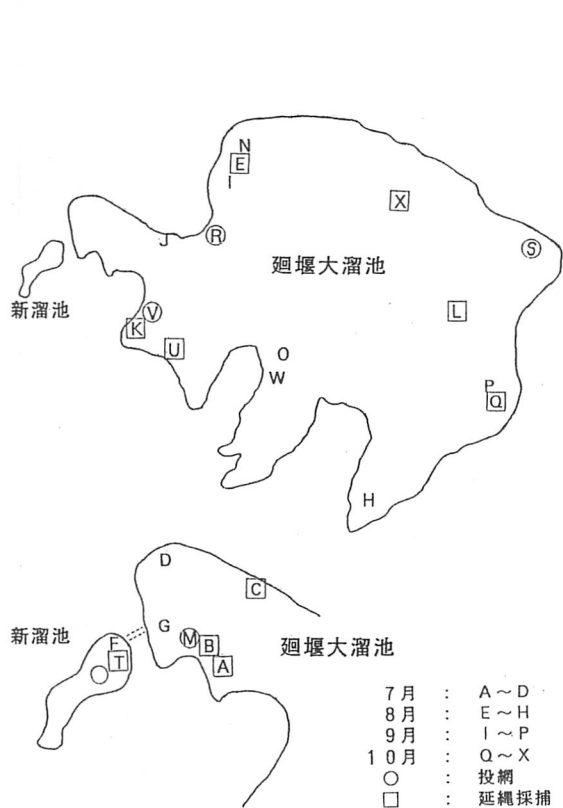 N
E
I
X
J
R
S
廻堰大溜池
新溜池
V
K
L
U
O
W
P
Q
H
D
C
G
新溜池
F
M
B
廻堰大溜池
T
A
7月 : A～D
8月 : E～H
9月 : I～P
10月 : Q～X
○ : 投網
□ : 延縄採捕